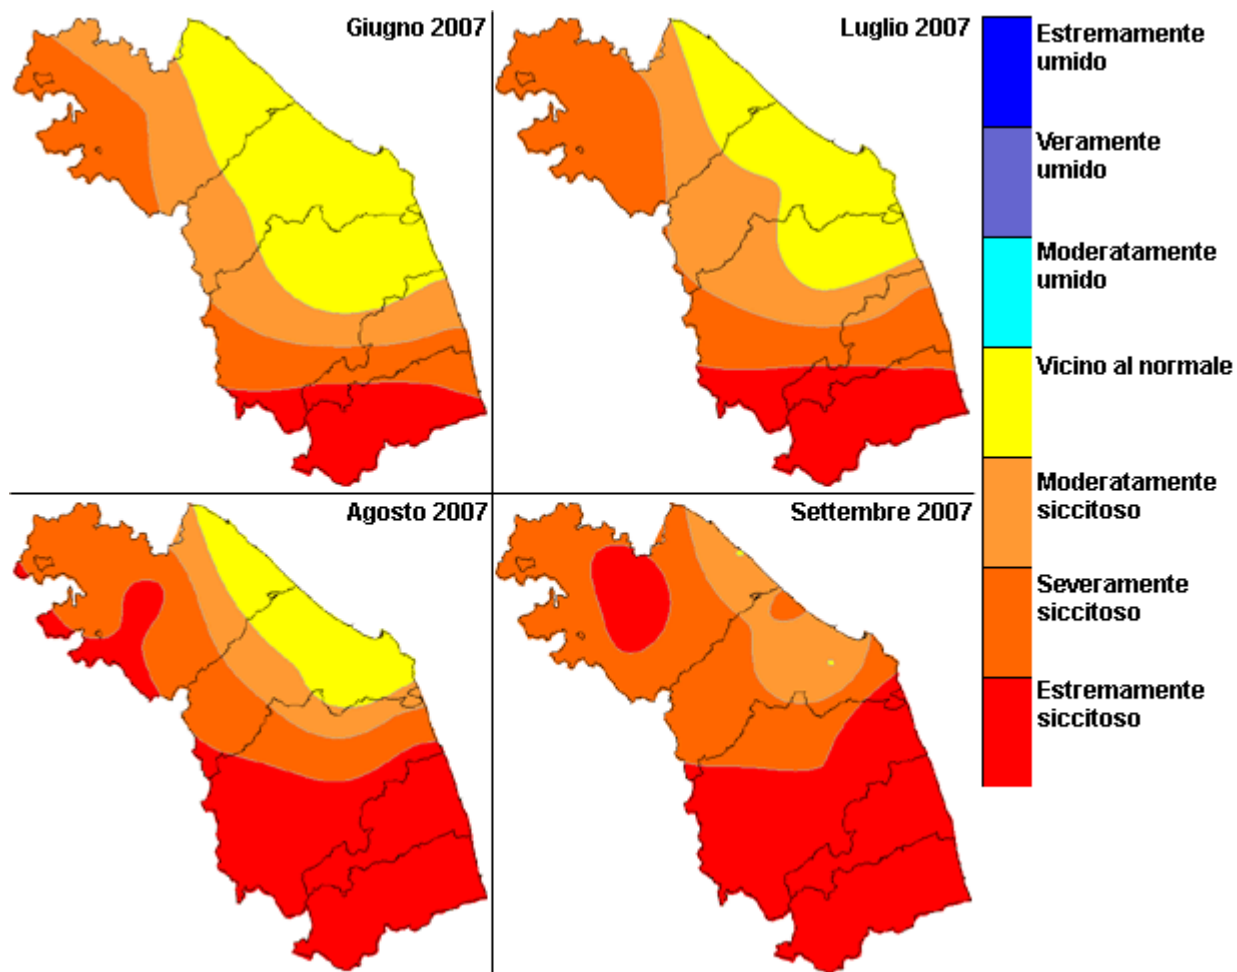 Giugno 2007
Luglio 2007
Agosto 2007
Settembre 2007
Estremamente
umido
Veramente
umido
Moderatamente
umido
Vicino al normale
Moderatamente
siccitoso
Severamente
siccitoso
Estremamente
siccitoso